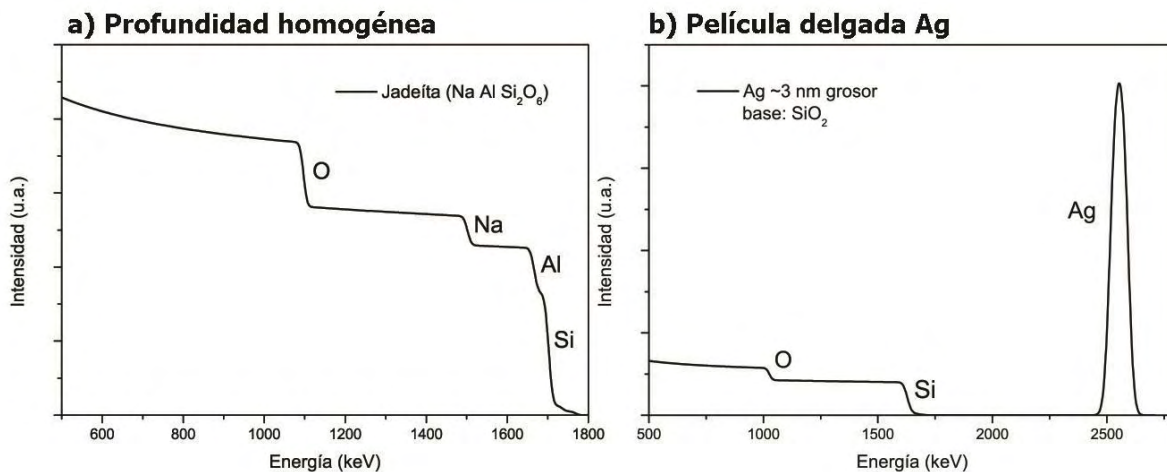 a) Profundidad homogénea
Jadeíta (Na Al Si₂O₆)
O
Na
Al
Si
Intensidad (u.a.)
600 800 1000 1200 1400 1600 1800
Energía (keV)
b) Película delgada Ag
Ag ~3 nm grosor
base: SiO₂
Ag
O
Si
Intensidad (u.a.)
500 1000 1500 2000 2500
Energía (keV)